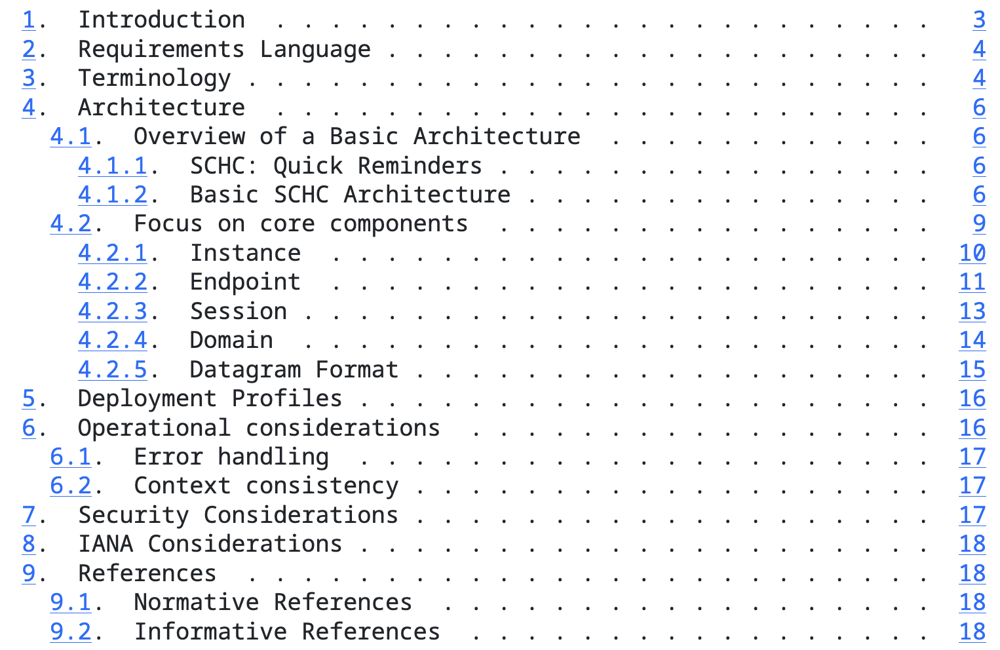 1.  Introduction  . . . . . . . . . . . . . . . . . . . . . . . .   3
2.  Requirements Language . . . . . . . . . . . . . . . . . . . .   4
3.  Terminology . . . . . . . . . . . . . . . . . . . . . . . . .   4
4.  Architecture  . . . . . . . . . . . . . . . . . . . . . . . .   6
  4.1.  Overview of a Basic Architecture  . . . . . . . . . . . .   6
    4.1.1.  SCHC: Quick Reminders . . . . . . . . . . . . . . . .   6
    4.1.2.  Basic SCHC Architecture . . . . . . . . . . . . . . .   6
  4.2.  Focus on core components  . . . . . . . . . . . . . . . .   9
    4.2.1.  Instance  . . . . . . . . . . . . . . . . . . . . . .  10
    4.2.2.  Endpoint  . . . . . . . . . . . . . . . . . . . . . .  11
    4.2.3.  Session . . . . . . . . . . . . . . . . . . . . . . .  13
    4.2.4.  Domain  . . . . . . . . . . . . . . . . . . . . . . .  14
    4.2.5.  Datagram Format . . . . . . . . . . . . . . . . . . .  15
5.  Deployment Profiles . . . . . . . . . . . . . . . . . . . . .  16
6.  Operational considerations  . . . . . . . . . . . . . . . . .  16
  6.1.  Error handling  . . . . . . . . . . . . . . . . . . . . .  17
  6.2.  Context consistency . . . . . . . . . . . . . . . . . . .  17
7.  Security Considerations . . . . . . . . . . . . . . . . . . .  17
8.  IANA Considerations . . . . . . . . . . . . . . . . . . . . .  18
9.  References  . . . . . . . . . . . . . . . . . . . . . . . . .  18
  9.1.  Normative References  . . . . . . . . . . . . . . . . . .  18
  9.2.  Informative References  . . . . . . . . . . . . . . . . .  18